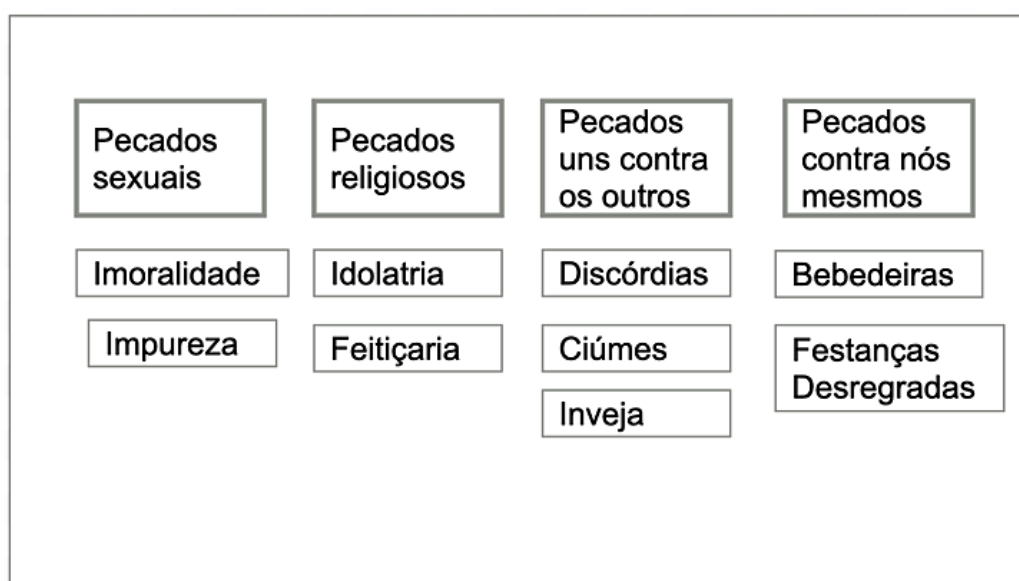 Pecados
sexuais
Pecados
religiosos
Pecados
uns contra
os outros
Pecados
contra nós
mesmos
Imoralidade
Idolatria
Discórdias
Bebedeiras
Impureza
Feitiçaria
Ciúmes
Festanças
Desregradas
Inveja